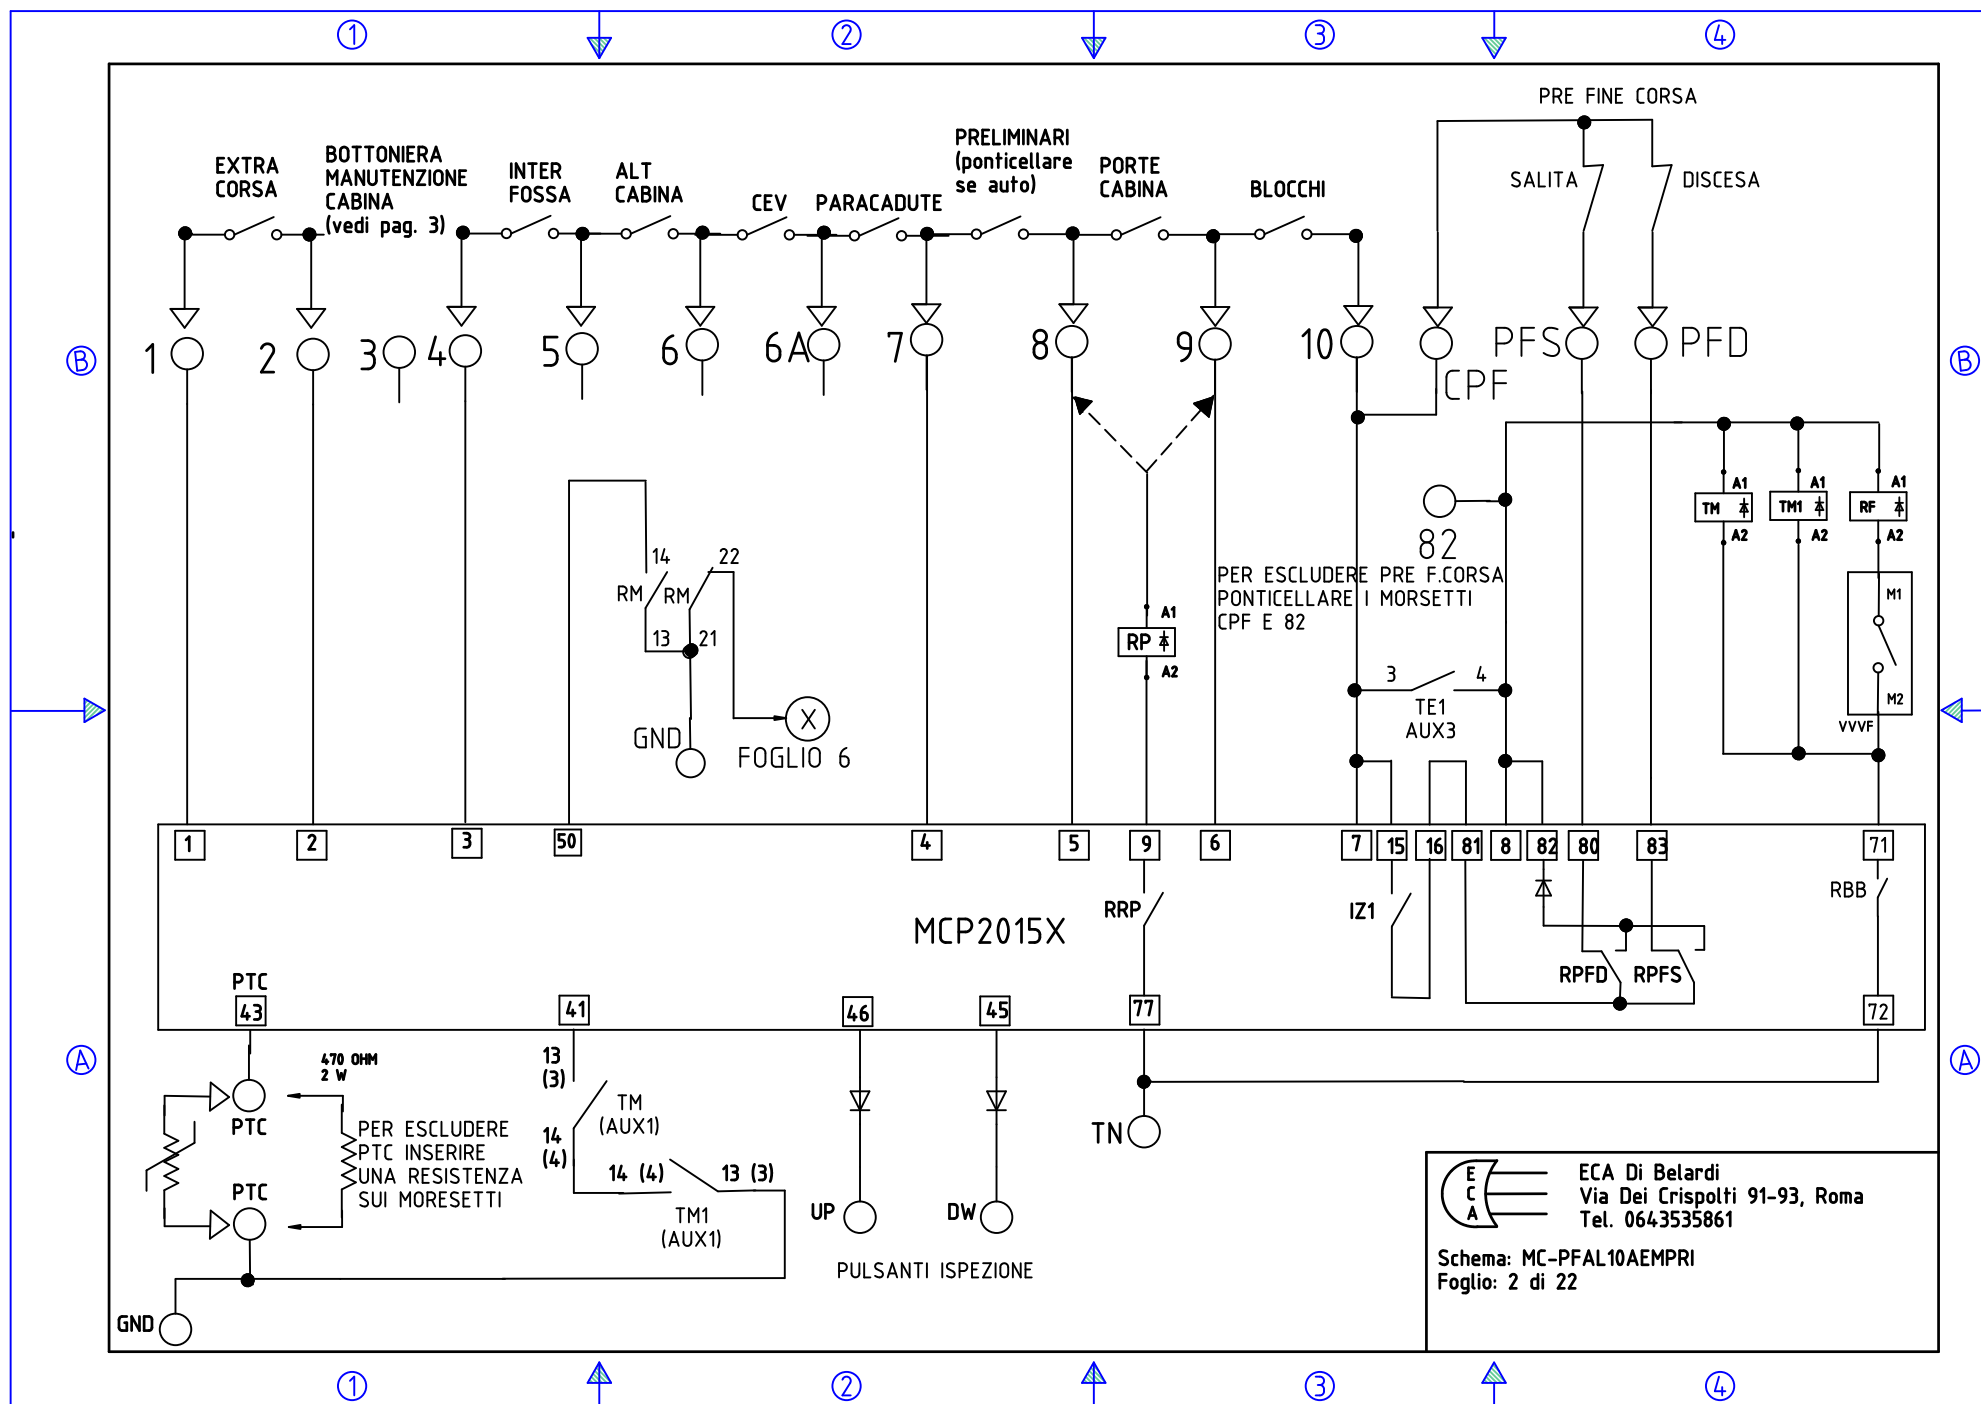 1
2
3
4
PRE FINE CORSA
EXTRA
CORSA
BOTTONIERA
MANUTENZIONE
CABINA
(vedi pag. 3)
INTER
FOSSA
ALT
CABINA
CEV
PARACADUTE
PRELIMINARI
(ponticellare
se auto)
PORTE
CABINA
BLOCCHI
SALITA
DISCESA
B
1
2
3
4
5
6
6A
7
8
9
10
CPF
PFS
PFD
B
14
22
RM
RM
13
21
GND
X
FOGLIO 6
A1
RP
A2
82
PER ESCLUDERE PRE F.CORSA
PONTICELLARE I MORSETTI
CPF E 82
3
4
TE1
AUX3
A1
TM
A2
A1
TM1
A2
A1
RF
A2
M1
M2
VVVF
1
2
3
50
4
5
9
6
7
15
16
81
8
82
80
83
71
MCP2015X
RRP
IZ1
RPFD
RPFS
RBB
PTC
43
41
46
45
77
72
A
470 OHM
2 W
PTC
PER ESCLUDERE
PTC INSERIRE
UNA RESISTENZA
SUI MORESETTI
PTC
GND
13
(3)
TM
(AUX1)
14
(4)
14 (4)
13 (3)
TM1
(AUX1)
UP
DW
PULSANTI ISPEZIONE
TN
A
E
C
A
ECA Di Belardi
Via Dei Crispolti 91-93, Roma
Tel. 0643535861
Schema: MC-PFAL10AEMPRI
Foglio: 2 di 22
1
2
3
4